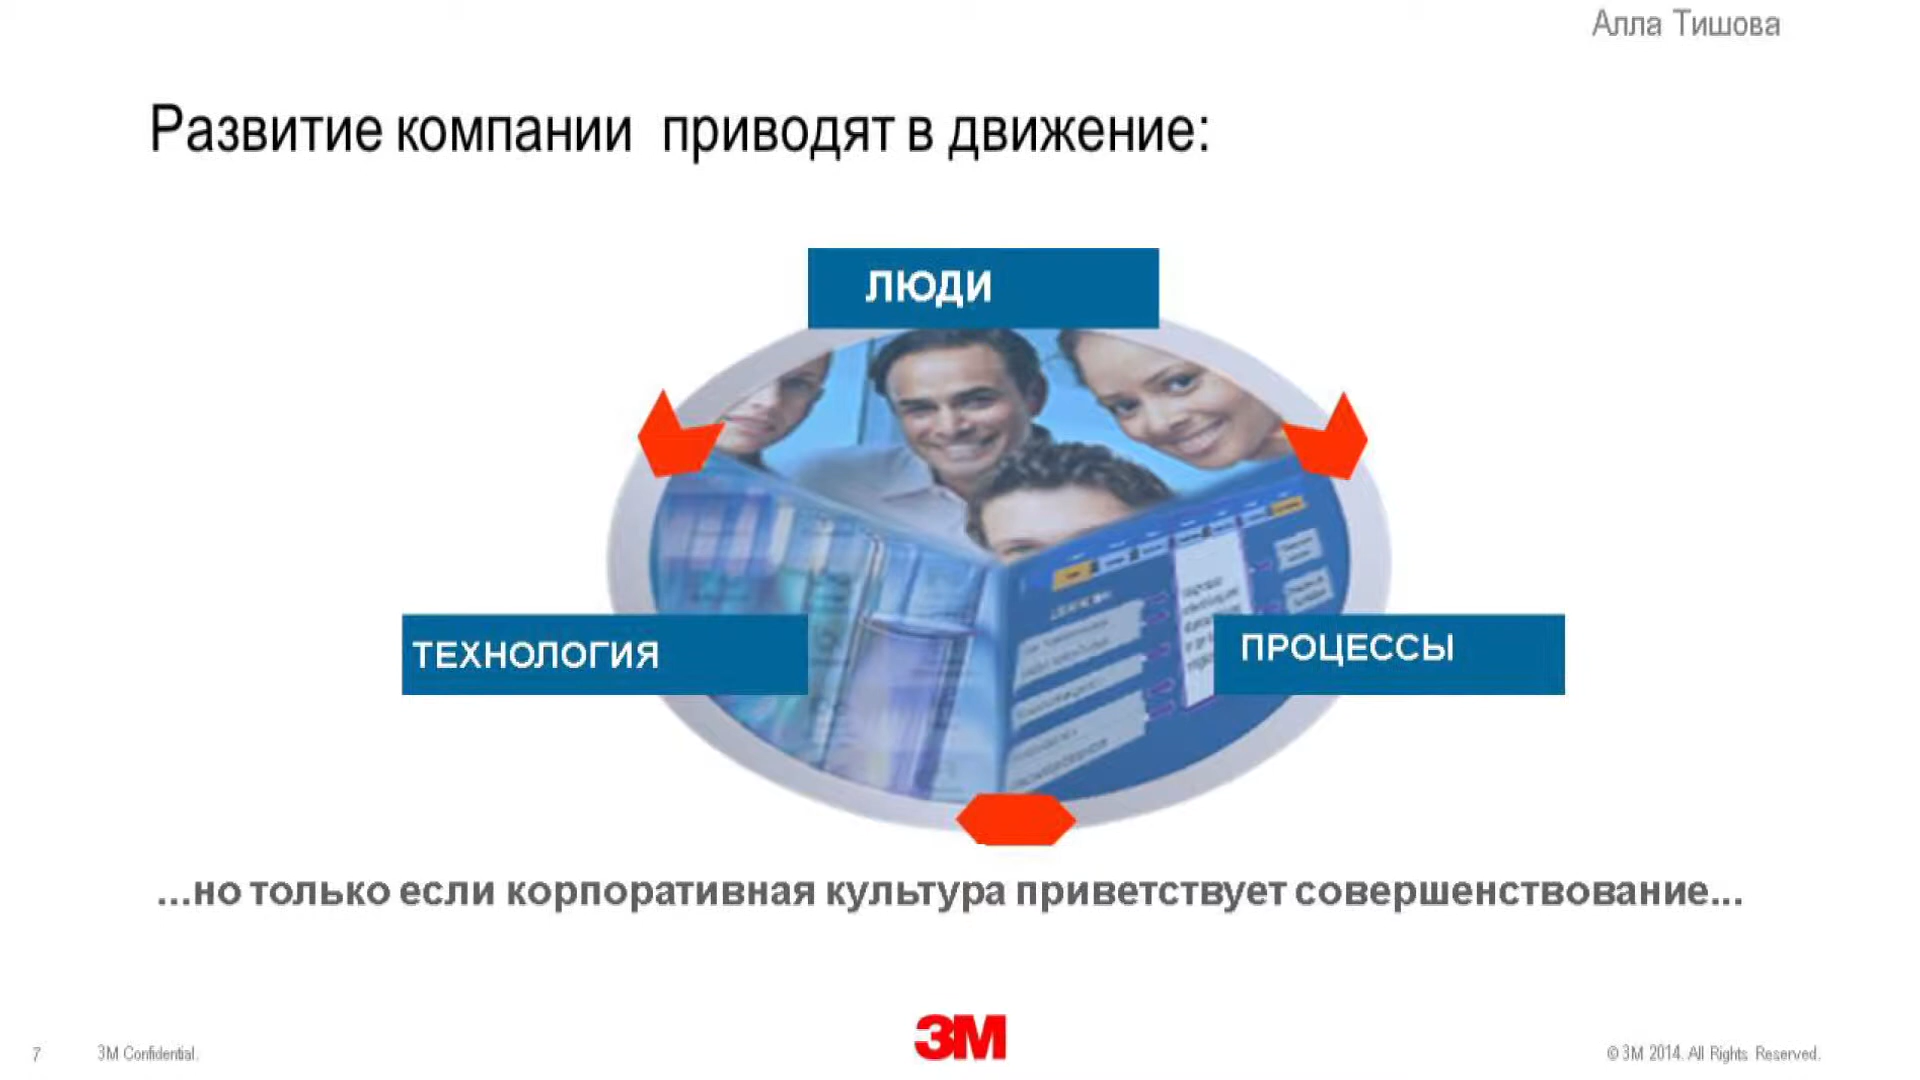 Алла Тишова
Развитие компании приводят в движение:
ЛЮДИ
ТЕХНОЛОГИЯ
ПРОЦЕССЫ
...но только если корпоративная культура приветствует совершенствование...
3M
7
3M Confidential.
© 3M 2014. All Rights Reserved.